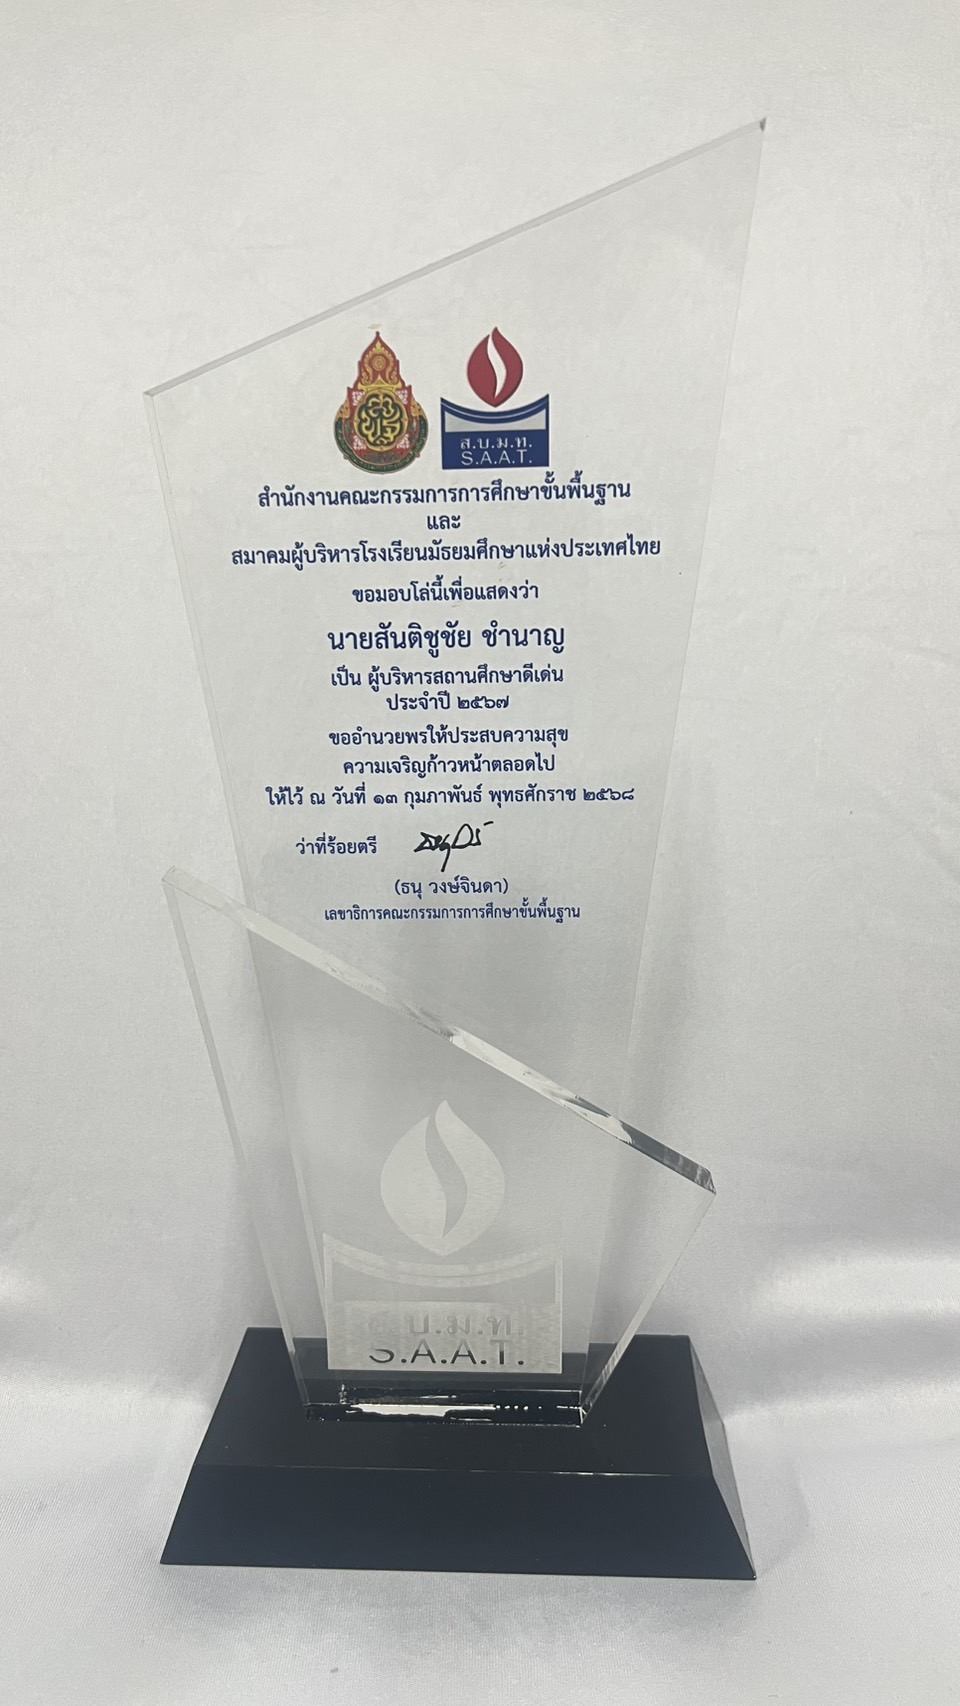 ส.บ.ม.ท.
S.A.A.T.
สำนักงานคณะกรรมการการศึกษาขั้นพื้นฐาน
และ
สมาคมผู้บริหารโรงเรียนมัธยมศึกษาแห่งประเทศไทย
ขอมอบโล่นี้เพื่อแสดงว่า
นายสันติชูชัย ชำนาญ
เป็น ผู้บริหารสถานศึกษาดีเด่น
ประจำปี ๒๕๖๗
ขออำนวยพรให้ประสบความสุข
ความเจริญก้าวหน้าตลอดไป
ให้ไว้ ณ วันที่ ๑๓ กุมภาพันธ์ พุทธศักราช ๒๕๖๘
ว่าที่ร้อยตรี
(ธนุ วงษ์จินดา)
เลขาธิการคณะกรรมการการศึกษาขั้นพื้นฐาน
ส.บ.ม.ท.
S.A.A.T.